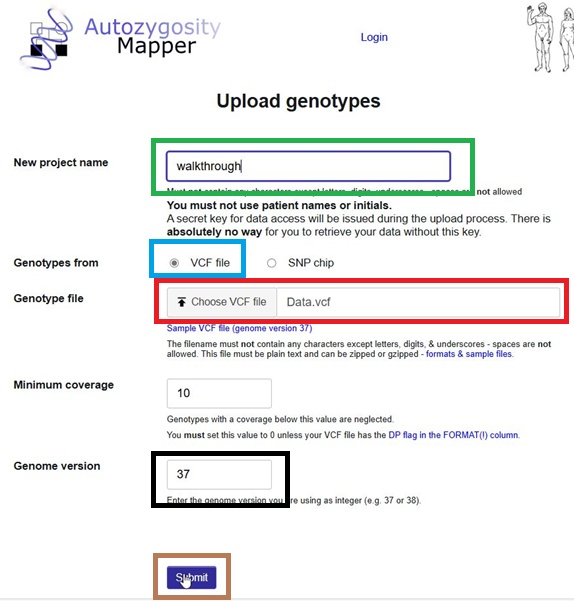 Autozygosity
Mapper
Login
Upload genotypes
New project name
walkthrough
Must not contain any characters except letters, digits, underscores - spaces are not allowed
You must not use patient names or initials.
A secret key for data access will be issued during the upload process. There is
absolutely no way for you to retrieve your data without this key.
Genotypes from
VCF file
SNP chip
Genotype file
Choose VCF file
Data.vcf
Sample VCF file (genome version 37)
The filename must not contain any characters except letters, digits, & underscores - spaces are not
allowed. This file must be plain text and can be zipped or gzipped - formats & sample files.
Minimum coverage
10
Genotypes with a coverage below this value are neglected.
You must set this value to 0 unless your VCF file has the DP flag in the FORMAT(!) column.
Genome version
37
Enter the genome version you are using as integer (e.g. 37 or 38).
Submit